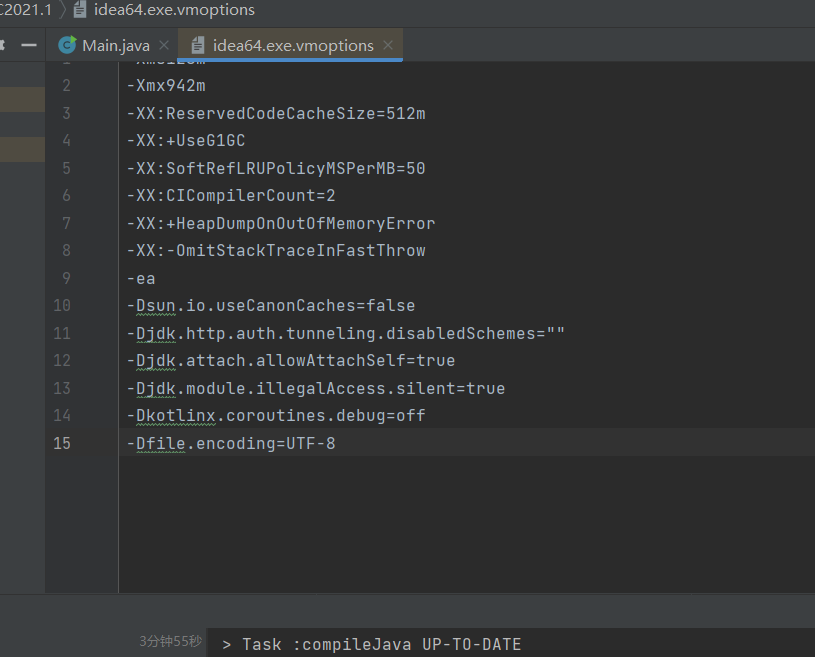 C2021.1 〉 idea64.exe.vmoptions
Main.java × idea64.exe.vmoptions ×
2 -Xmx942m
3 -XX:ReservedCodeCacheSize=512m
4 -XX:+UseG1GC
5 -XX:SoftRefLRUPolicyMSPerMB=50
6 -XX:CICompilerCount=2
7 -XX:+HeapDumpOnOutOfMemoryError
8 -XX:-OmitStackTraceInFastThrow
9 -ea
10 -Dsun.io.useCanonCaches=false
11 -Djdk.http.auth.tunneling.disabledSchemes=""
12 -Djdk.attach.allowAttachSelf=true
13 -Djdk.module.illegalAccess.silent=true
14 -Dkotlinx.coroutines.debug=off
15 -Dfile.encoding=UTF-8
3分钟55秒 > Task :compileJava UP-TO-DATE